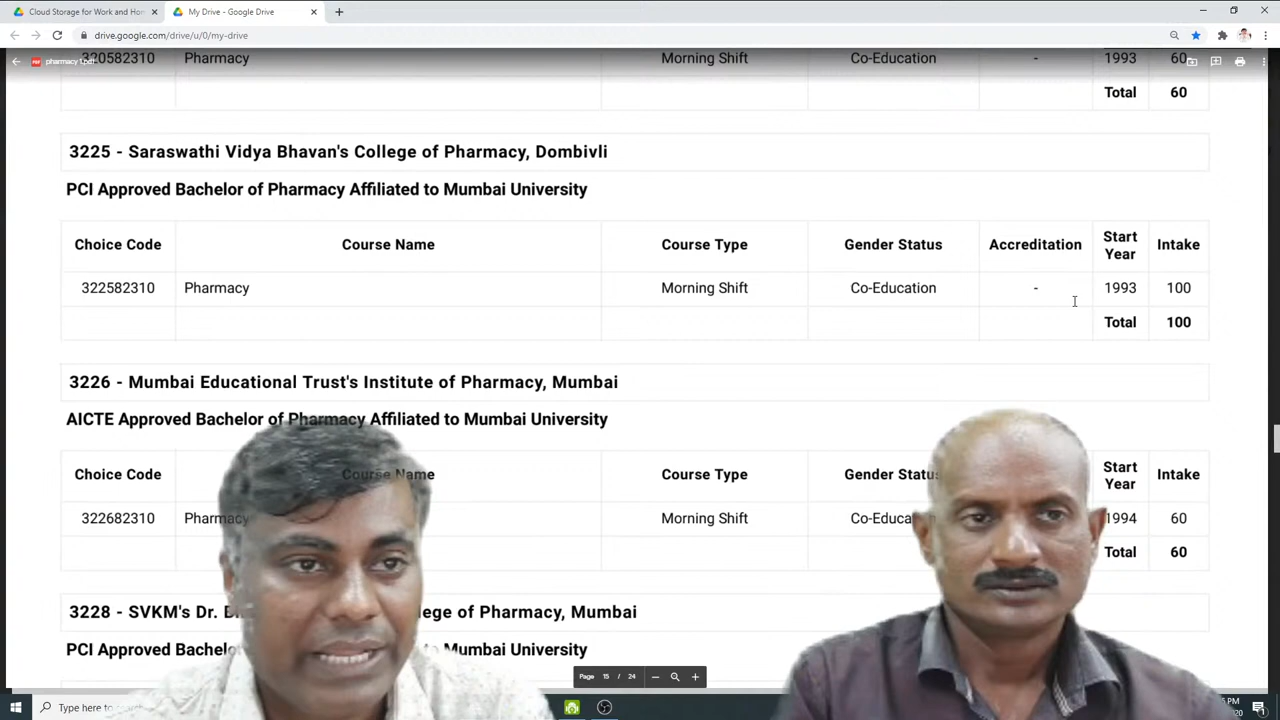 Cloud Storage for Work and Hom
My Drive - Google Drive
drive.google.com/drive/u/0/my-drive
pharmacy 1.pdf
320582310 Pharmacy Morning Shift Co-Education - 1993 60
Total 60
3225 - Saraswathi Vidya Bhavan's College of Pharmacy, Dombivli
PCI Approved Bachelor of Pharmacy Affiliated to Mumbai University
Choice Code Course Name Course Type Gender Status Accreditation Start Year Intake
322582310 Pharmacy Morning Shift Co-Education - 1993 100
Total 100
3226 - Mumbai Educational Trust's Institute of Pharmacy, Mumbai
AICTE Approved Bachelor of Pharmacy Affiliated to Mumbai University
Choice Code Course Name Course Type Gender Start Year Intake
322682310 Pharmacy Morning Shift 1994 60
Total 60
3228 - SVKM's Dr. College of Pharmacy, Mumbai
PCI Approved Mumbai University
Page 15 / 24
Type here to
PM